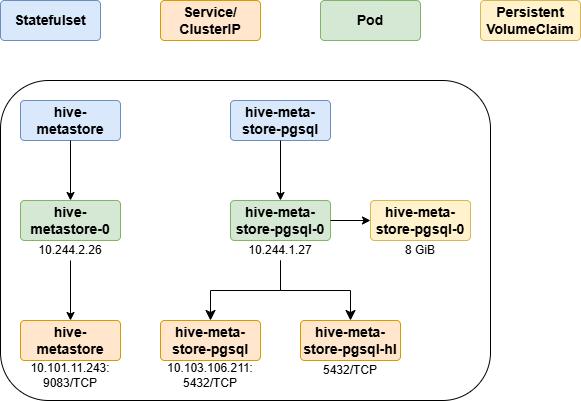 Statefulset
Service/
ClusterIP
Pod
Persistent
VolumeClaim
hive-
metastore
hive-meta-
store-pgsql
hive-
metastore-0
10.244.2.26
hive-meta-
store-pgsql-0
10.244.1.27
hive-meta-
store-pgsql-0
8 GiB
hive-
metastore
10.101.11.243:
9083/TCP
hive-meta-
store-pgsql
10.103.106.211:
5432/TCP
hive-meta-
store-pgsql-hl
5432/TCP